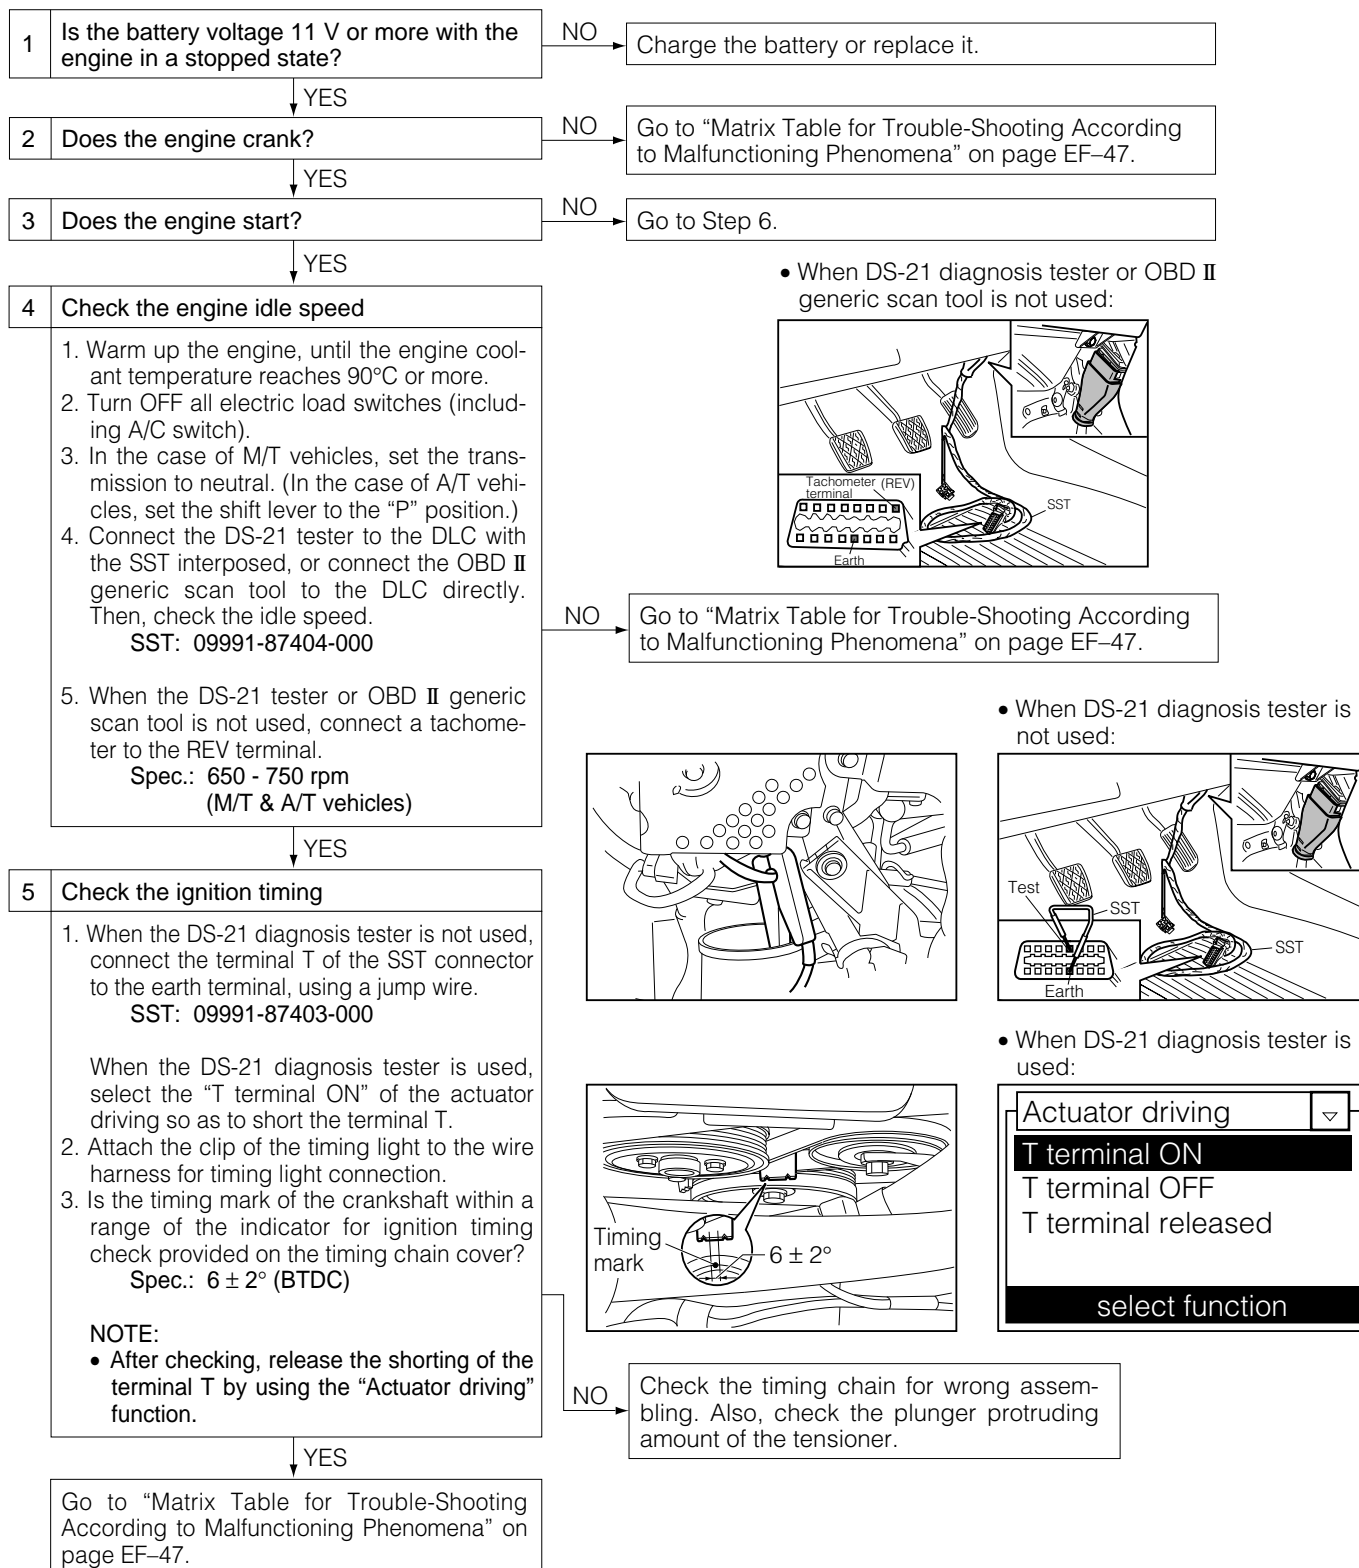 1
Is the battery voltage 11 V or more with the
engine in a stopped state?
NO
Charge the battery or replace it.
YES
2
Does the engine crank?
NO
Go to “Matrix Table for Trouble-Shooting According
to Malfunctioning Phenomena” on page EF–47.
YES
3
Does the engine start?
NO
Go to Step 6.
YES
• When DS-21 diagnosis tester or OBD II
generic scan tool is not used:
Tachometer (REV)
terminal
SST
Earth
4
Check the engine idle speed
1. Warm up the engine, until the engine cool-
ant temperature reaches 90°C or more.
2. Turn OFF all electric load switches (includ-
ing A/C switch).
3. In the case of M/T vehicles, set the trans-
mission to neutral. (In the case of A/T vehi-
cles, set the shift lever to the “P” position.)
4. Connect the DS-21 tester to the DLC with
the SST interposed, or connect the OBD II
generic scan tool to the DLC directly.
Then, check the idle speed.
SST: 09991-87404-000
5. When the DS-21 tester or OBD II generic
scan tool is not used, connect a tachome-
ter to the REV terminal.
Spec.: 650 - 750 rpm
(M/T & A/T vehicles)
NO
Go to “Matrix Table for Trouble-Shooting According
to Malfunctioning Phenomena” on page EF–47.
YES
• When DS-21 diagnosis tester is
not used:
Test
SST
SST
Earth
5
Check the ignition timing
1. When the DS-21 diagnosis tester is not used,
connect the terminal T of the SST connector
to the earth terminal, using a jump wire.
SST: 09991-87403-000
When the DS-21 diagnosis tester is used,
select the “T terminal ON” of the actuator
driving so as to short the terminal T.
2. Attach the clip of the timing light to the wire
harness for timing light connection.
3. Is the timing mark of the crankshaft within a
range of the indicator for ignition timing
check provided on the timing chain cover?
Spec.: 6 ± 2° (BTDC)
NOTE:
• After checking, release the shorting of the
terminal T by using the “Actuator driving”
function.
Timing
mark
6 ± 2°
• When DS-21 diagnosis tester is
used:
Actuator driving
T terminal ON
T terminal OFF
T terminal released
select function
NO
Check the timing chain for wrong assem-
bling. Also, check the plunger protruding
amount of the tensioner.
YES
Go to “Matrix Table for Trouble-Shooting
According to Malfunctioning Phenomena” on
page EF–47.